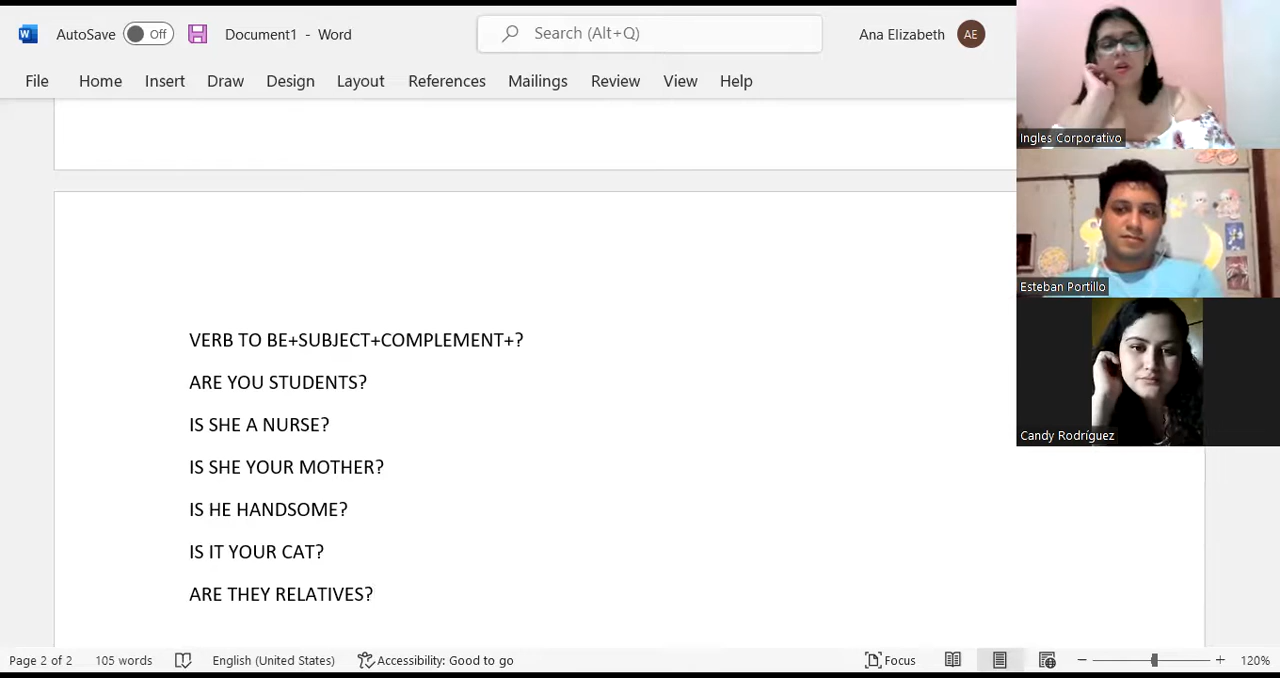 AutoSave Off Document1 - Word Search (Alt+Q) Ana Elizabeth AE
File Home Insert Draw Design Layout References Mailings Review View Help
Ingles Corporativo
Esteban Portillo
Candy Rodríguez
VERB TO BE+SUBJECT+COMPLEMENT+?
ARE YOU STUDENTS?
IS SHE A NURSE?
IS SHE YOUR MOTHER?
IS HE HANDSOME?
IS IT YOUR CAT?
ARE THEY RELATIVES?
Page 2 of 2 105 words English (United States) Accessibility: Good to go Focus 120%